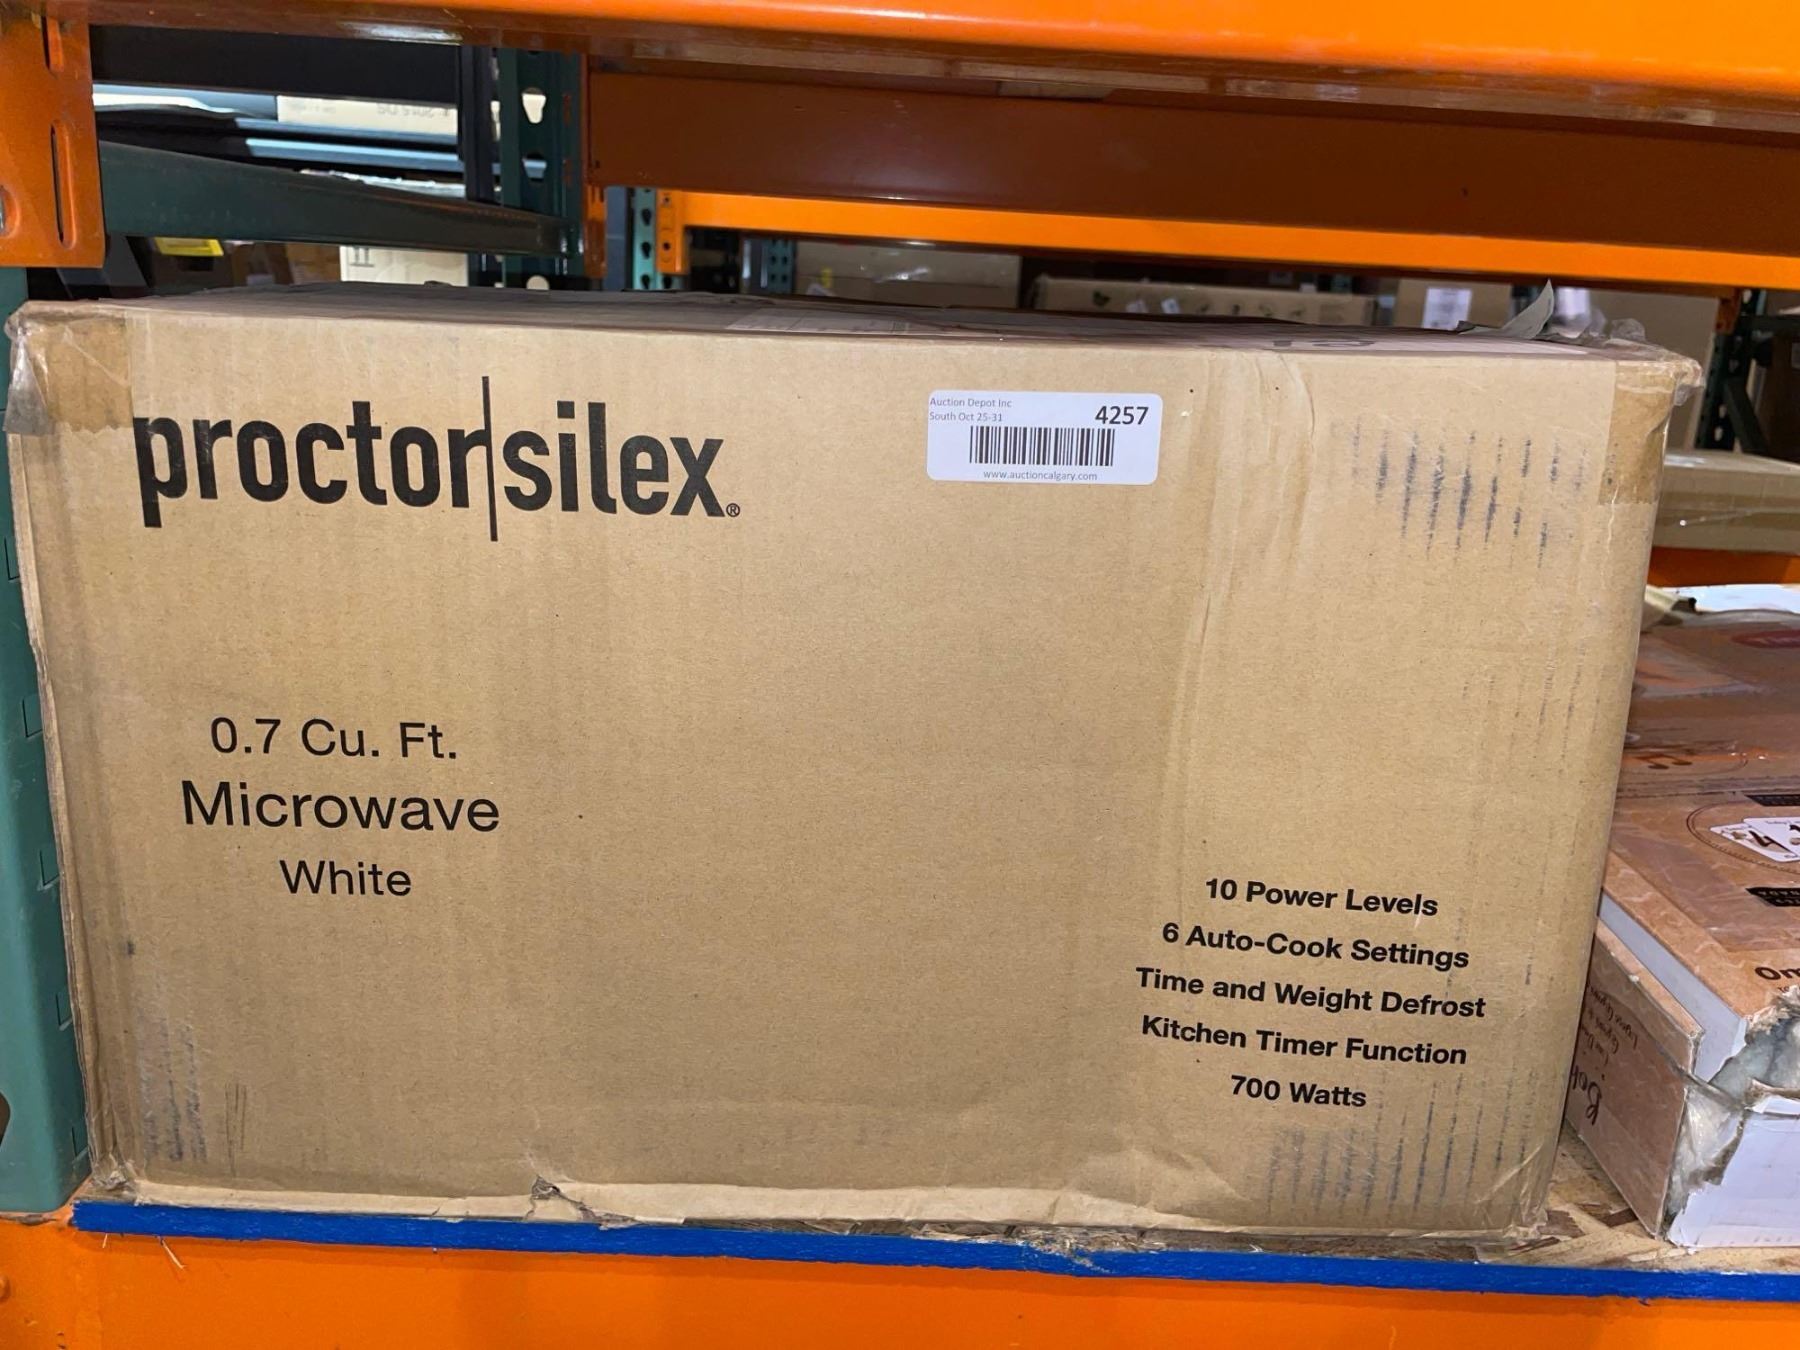 proctor|silex®
Auction Depot Inc
South Oct 25-31
4257
www.auctioncalgary.com
0.7 Cu. Ft.
Microwave
White
10 Power Levels
6 Auto-Cook Settings
Time and Weight Defrost
Kitchen Timer Function
700 Watts